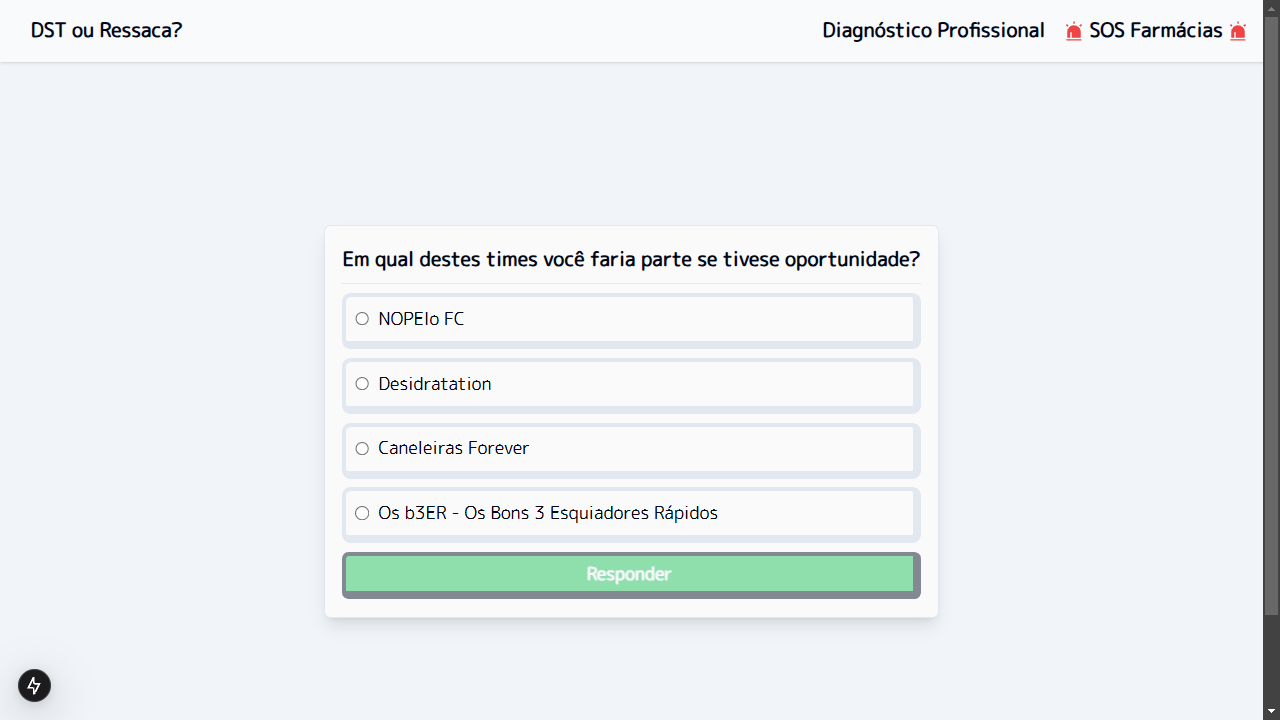 DST ou Ressaca?
Diagnóstico Profissional
SOS Farmácias
Em qual destes times você faria parte se tivese oportunidade?
NOPElo FC
Desidratation
Caneleiras Forever
Os b3ER - Os Bons 3 Esquiadores Rápidos
Responder